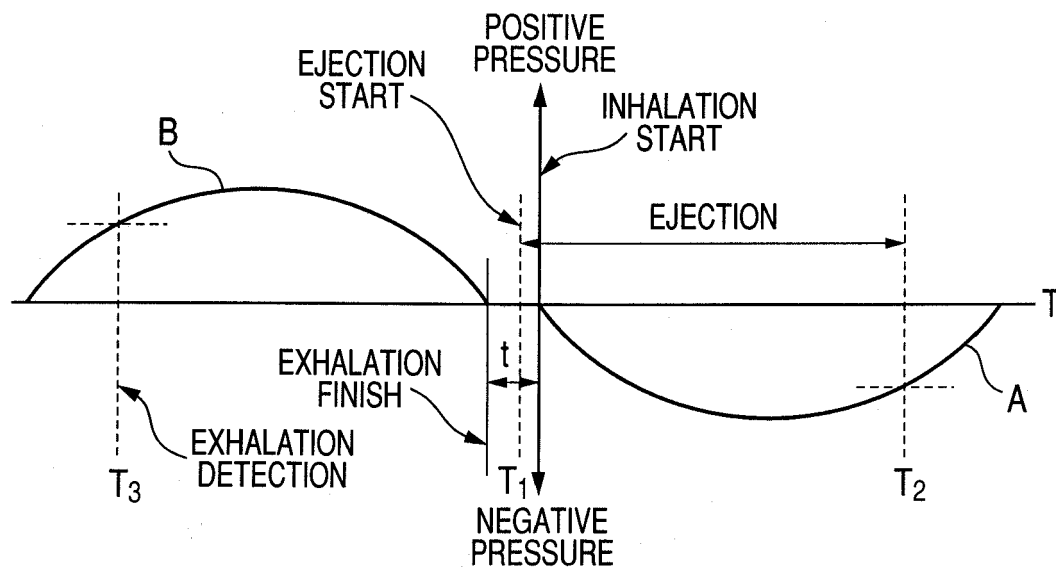 POSITIVE
PRESSURE
EJECTION
START
INHALATION
START
B
EJECTION
T
t
EXHALATION
FINISH
A
EXHALATION
DETECTION
T3
T1
T2
NEGATIVE
PRESSURE